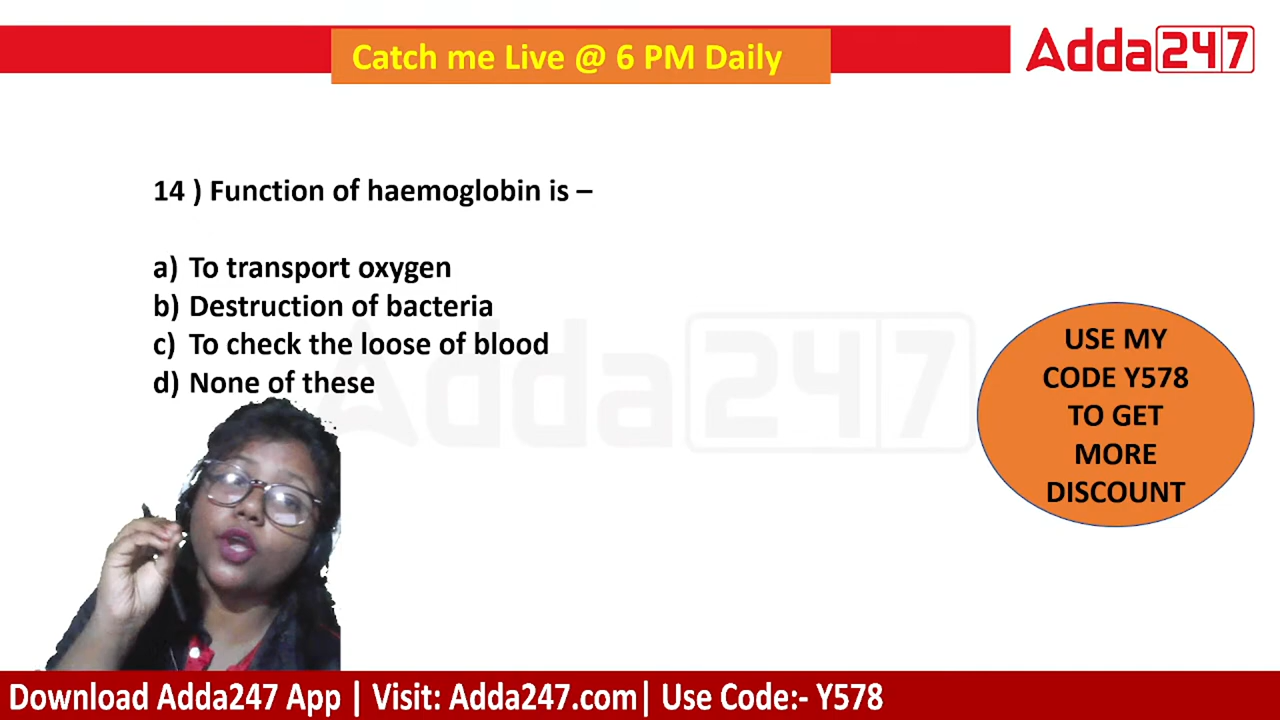 Catch me Live @ 6 PM Daily
Adda247
14 ) Function of haemoglobin is –
a) To transport oxygen
b) Destruction of bacteria
c) To check the loose of blood
d) None of these
Adda247
USE MY
CODE Y578
TO GET
MORE
DISCOUNT
Download Adda247 App | Visit: Adda247.com| Use Code:- Y578